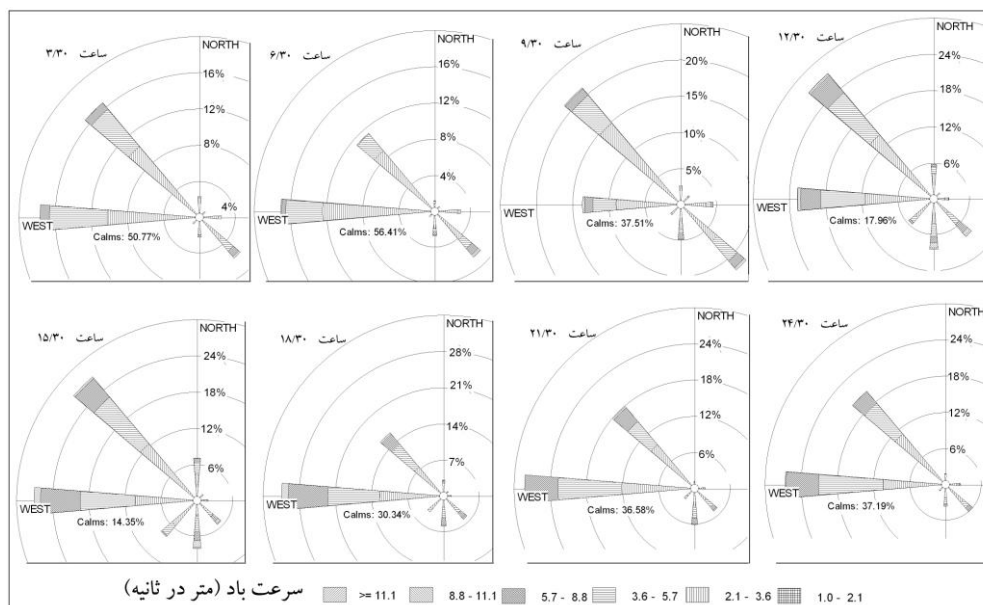 ساعت ۳/۳۰
NORTH
16%
12%
8%
4%
WEST
Calms: 50.77%
ساعت ۶/۳۰
NORTH
16%
12%
8%
4%
WEST
Calms: 56.41%
ساعت ۹/۳۰
NORTH
20%
15%
10%
5%
WEST
Calms: 37.51%
ساعت ۱۲/۳۰
NORTH
24%
18%
12%
6%
WEST
Calms: 17.96%
ساعت ۱۵/۳۰
NORTH
24%
18%
12%
6%
WEST
Calms: 14.35%
ساعت ۱۸/۳۰
NORTH
28%
21%
14%
7%
WEST
Calms: 30.34%
ساعت ۲۱/۳۰
NORTH
24%
18%
12%
6%
WEST
Calms: 36.58%
ساعت ۲۴/۳۰
NORTH
24%
18%
12%
6%
WEST
Calms: 37.19%
سرعت باد (متر در ثانیه)
>= 11.1
8.8 - 11.1
5.7 - 8.8
3.6 - 5.7
2.1 - 3.6
1.0 - 2.1